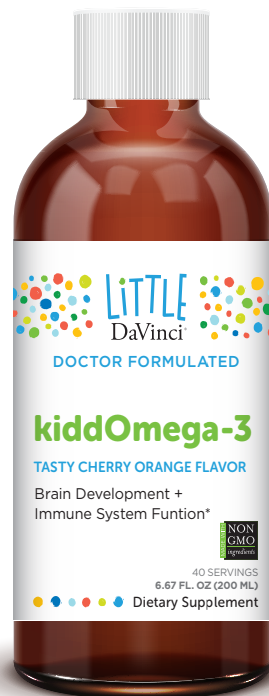 LiTTLE
DaVinci
DOCTOR FORMULATED
kiddOmega-3
TASTY CHERRY ORANGE FLAVOR
Brain Development +
Immune System Funtion*
NON
GMO
ingredients
40 SERVINGS
6.67 FL. OZ (200 ML)
Dietary Supplement